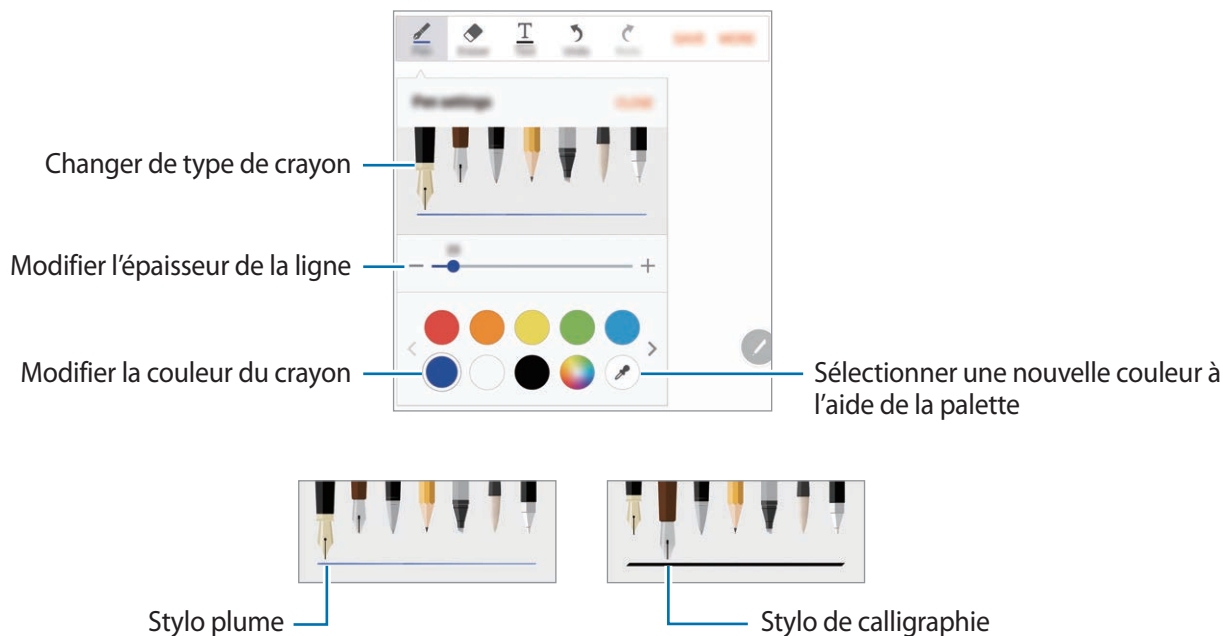 Changer de type de crayon
Modifier l'épaisseur de la ligne
Modifier la couleur du crayon
Sélectionner une nouvelle couleur à
l'aide de la palette
Stylo plume
Stylo de calligraphie